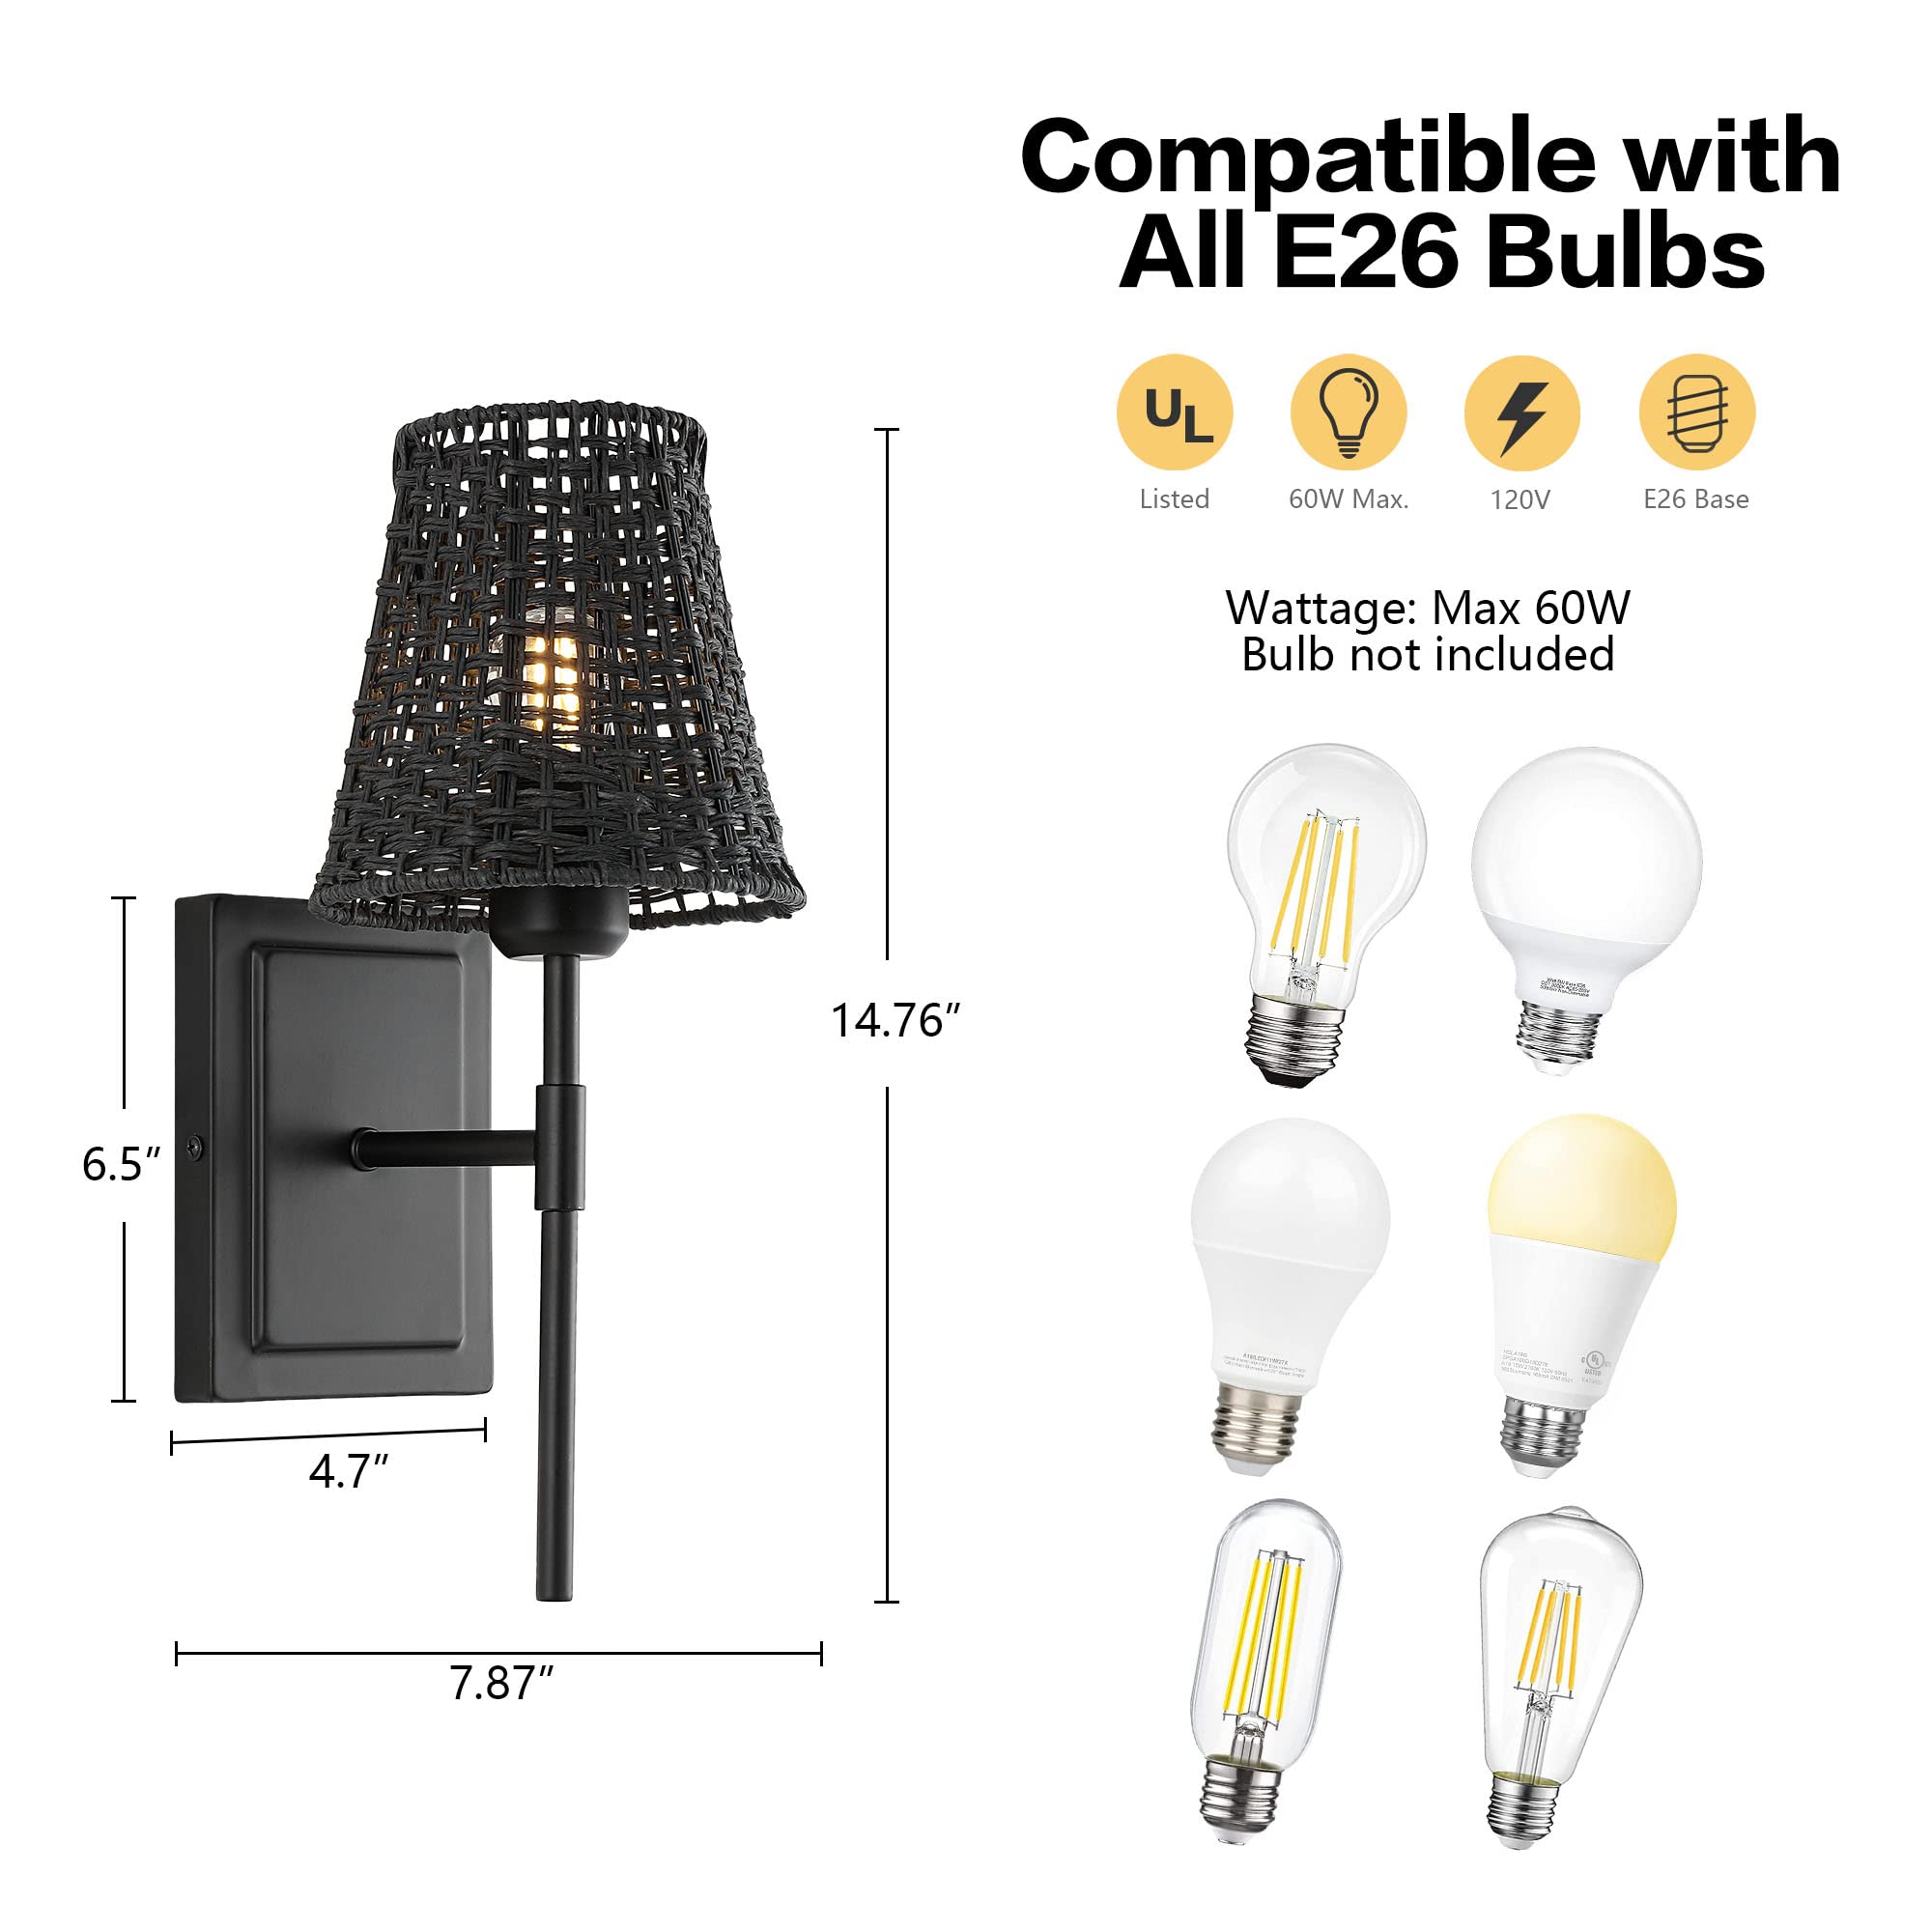 Compatible with
All E26 Bulbs
UL
Listed
60W Max.
120V
E26 Base
Wattage: Max 60W
Bulb not included
14.76″
6.5″
4.7″
7.87″